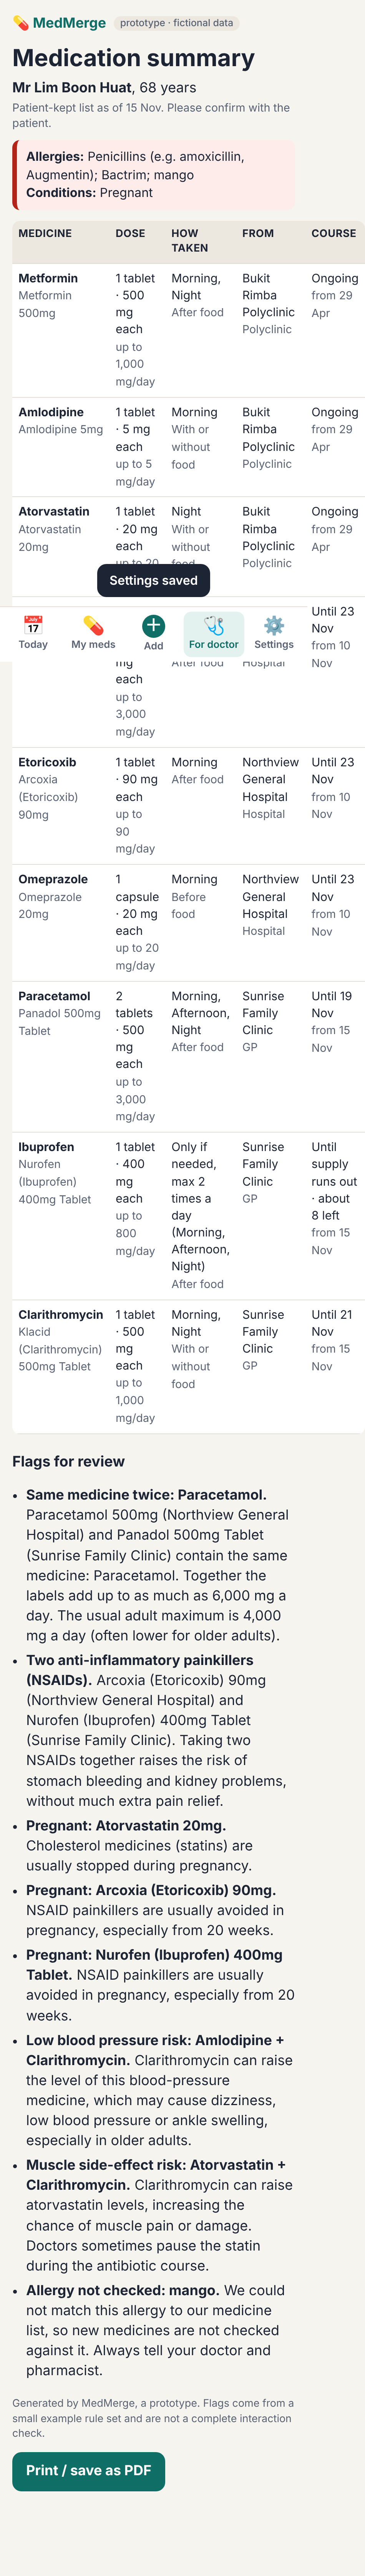 💊 MedMerge prototype · fictional data
Medication summary
Mr Lim Boon Huat, 68 years
Patient-kept list as of 15 Nov. Please confirm with the
patient.
Allergies: Penicillins (e.g. amoxicillin,
Augmentin); Bactrim; mango
Conditions: Pregnant
MEDICINE DOSE HOW TAKEN FROM COURSE
Metformin
Metformin
500mg
1 tablet
· 500
mg
each
up to
1,000
mg/day
Morning,
Night
After food
Bukit
Rimba
Polyclinic
Polyclinic
Ongoing
from 29
Apr
Amlodipine
Amlodipine 5mg
1 tablet
· 5 mg
each
up to 5
mg/day
Morning
With or
without
food
Bukit
Rimba
Polyclinic
Polyclinic
Ongoing
from 29
Apr
Atorvastatin
Atorvastatin
20mg
1 tablet
· 20 mg
each
up to 20
Night
With or
without
food
Bukit
Rimba
Polyclinic
Polyclinic
Ongoing
from 29
Apr
Settings saved
Today
My meds
Add
For doctor
Settings
mg
each
up to
3,000
mg/day
After food
Hospital
Until 23
Nov
from 10
Nov
Etoricoxib
Arcoxia
(Etoricoxib)
90mg
1 tablet
· 90 mg
each
up to
90
mg/day
Morning
After food
Northview
General
Hospital
Hospital
Until 23
Nov
from 10
Nov
Omeprazole
Omeprazole
20mg
1
capsule
· 20 mg
each
up to 20
mg/day
Morning
Before
food
Northview
General
Hospital
Hospital
Until 23
Nov
from 10
Nov
Paracetamol
Panadol 500mg
Tablet
2
tablets
· 500
mg
each
up to
3,000
mg/day
Morning,
Afternoon,
Night
After food
Sunrise
Family
Clinic
GP
Until 19
Nov
from 15
Nov
Ibuprofen
Nurofen
(Ibuprofen)
400mg Tablet
1 tablet
· 400
mg
each
up to
800
mg/day
Only if
needed,
max 2
times a
day
(Morning,
Afternoon,
Night)
After food
Sunrise
Family
Clinic
GP
Until
supply
runs out
· about
8 left
from 15
Nov
Clarithromycin
Klacid
(Clarithromycin)
500mg Tablet
1 tablet
· 500
mg
each
up to
1,000
mg/day
Morning,
Night
With or
without
food
Sunrise
Family
Clinic
GP
Until 21
Nov
from 15
Nov
Flags for review
• Same medicine twice: Paracetamol.
Paracetamol 500mg (Northview General
Hospital) and Panadol 500mg Tablet
(Sunrise Family Clinic) contain the same
medicine: Paracetamol. Together the
labels add up to as much as 6,000 mg a
day. The usual adult maximum is 4,000
mg a day (often lower for older adults).
• Two anti-inflammatory painkillers
(NSAIDs). Arcoxia (Etoricoxib) 90mg
(Northview General Hospital) and
Nurofen (Ibuprofen) 400mg Tablet
(Sunrise Family Clinic). Taking two
NSAIDs together raises the risk of
stomach bleeding and kidney problems,
without much extra pain relief.
• Pregnant: Atorvastatin 20mg.
Cholesterol medicines (statins) are
usually stopped during pregnancy.
• Pregnant: Arcoxia (Etoricoxib) 90mg.
NSAID painkillers are usually avoided in
pregnancy, especially from 20 weeks.
• Pregnant: Nurofen (Ibuprofen) 400mg
Tablet. NSAID painkillers are usually
avoided in pregnancy, especially from 20
weeks.
• Low blood pressure risk: Amlodipine +
Clarithromycin. Clarithromycin can raise
the level of this blood-pressure
medicine, which may cause dizziness,
low blood pressure or ankle swelling,
especially in older adults.
• Muscle side-effect risk: Atorvastatin +
Clarithromycin. Clarithromycin can raise
atorvastatin levels, increasing the
chance of muscle pain or damage.
Doctors sometimes pause the statin
during the antibiotic course.
• Allergy not checked: mango. We could
not match this allergy to our medicine
list, so new medicines are not checked
against it. Always tell your doctor and
pharmacist.
Generated by MedMerge, a prototype. Flags come from a
small example rule set and are not a complete interaction
check.
Print / save as PDF